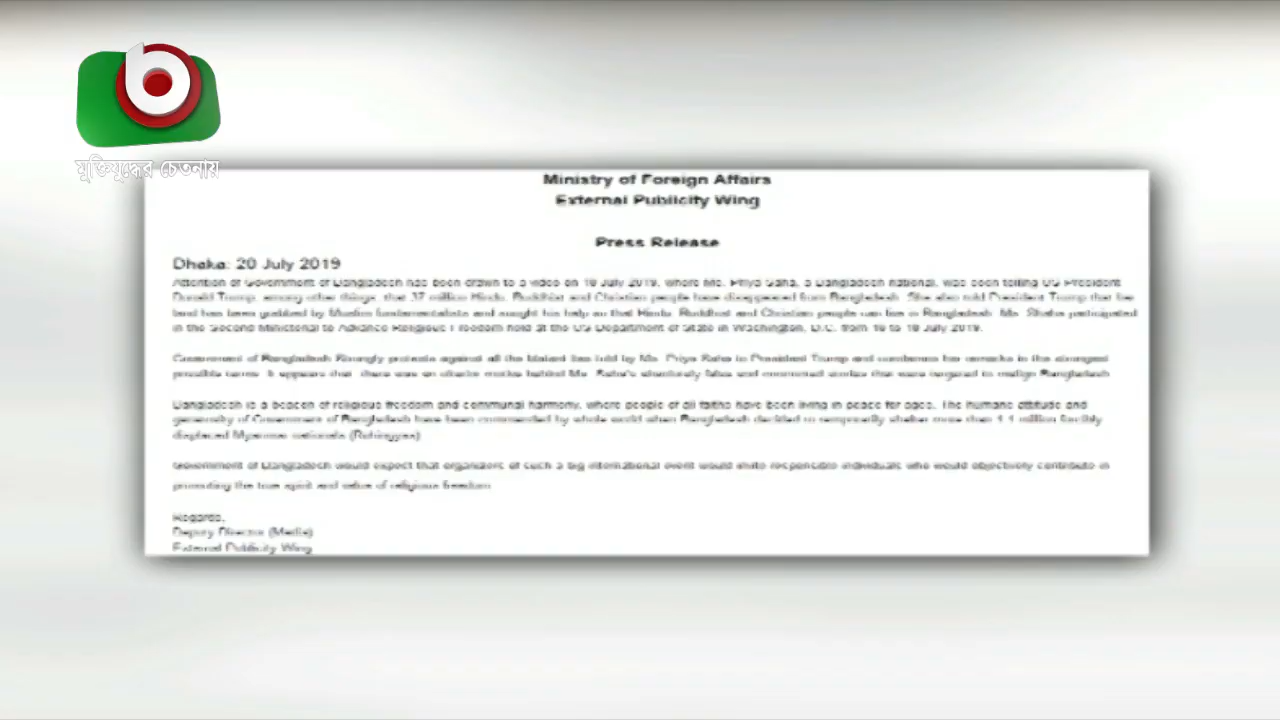 মুক্তিযুদ্ধের চেতনায়
Ministry of Foreign Affairs
External Publicity Wing
Press Release
Dhaka: 20 July 2019
Attention of Government of Bangladesh has been drawn to a video on 19 July 2019, where Ms. Priya Saha, a Bangladesh national, was been telling US President
Donald Trump, among other things, that 37 million Hindu, Buddhist and Christian people have disappeared from Bangladesh. She also told President Trump that her
land has been grabbed by Muslim fundamentalists and sought his help so that Hindu, Buddhist and Christian people can live in Bangladesh. Ms. Shaha participated
in the Second Ministerial to Advance Religious Freedom held at the US Department of State in Washington, D.C. from 16 to 18 July 2019.
Government of Bangladesh Strongly protests against all the blatant lies told by Ms. Priya Saha to President Trump and condemns her remarks in the strongest
possible terms. It appears that there was an ulterior motive behind Ms. Saha's absolutely false and concocted stories that were targeted to malign Bangladesh
Bangladesh is a beacon of religious freedom and communal harmony, where people of all faiths have been living in peace for ages. The humane attitude and
generosity of Government of Bangladesh have been commended by whole world when Bangladesh decided to temporarily shelter more than 1.1 million forcibly
displaced Myanmar nationals (Rohingyas)
Government of Bangladesh would expect that organizers of such a big international event would invite responsible individuals who would objectively contribute in
promoting the true spirit and value of religious freedom
Regards,
Deputy Director (Media)
External Publicity Wing